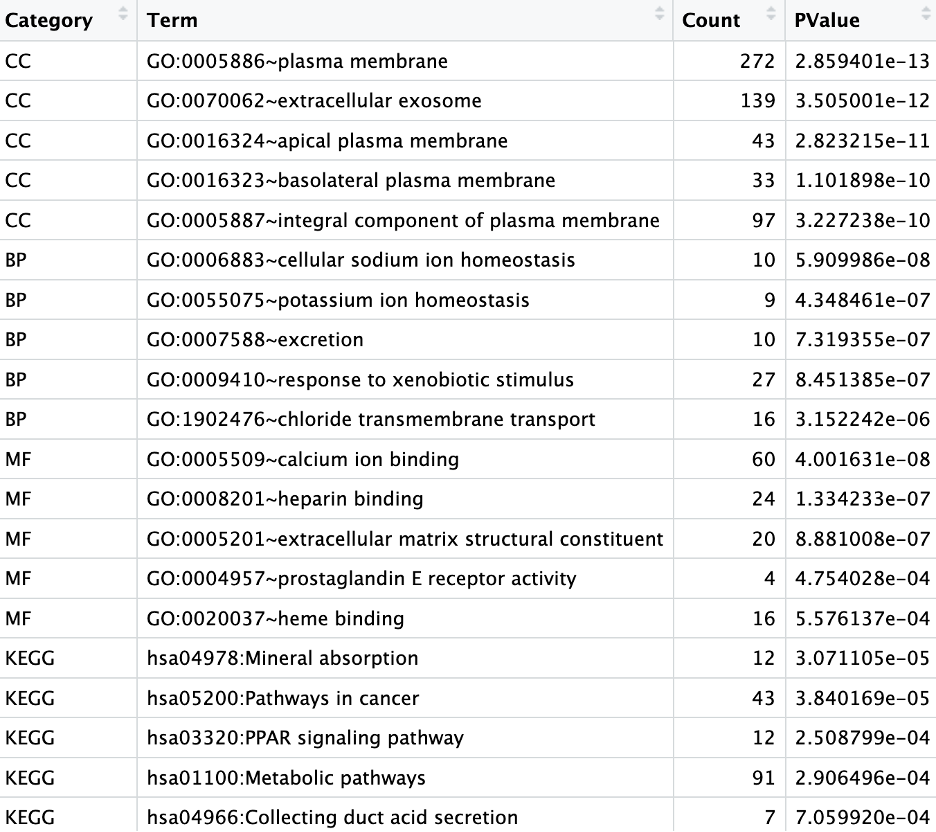 Category Term Count PValue
CC GO:0005886~plasma membrane 272 2.859401e-13
CC GO:0070062~extracellular exosome 139 3.505001e-12
CC GO:0016324~apical plasma membrane 43 2.823215e-11
CC GO:0016323~basolateral plasma membrane 33 1.101898e-10
CC GO:0005887~integral component of plasma membrane 97 3.227238e-10
BP GO:0006883~cellular sodium ion homeostasis 10 5.909986e-08
BP GO:0055075~potassium ion homeostasis 9 4.348461e-07
BP GO:0007588~excretion 10 7.319355e-07
BP GO:0009410~response to xenobiotic stimulus 27 8.451385e-07
BP GO:1902476~chloride transmembrane transport 16 3.152242e-06
MF GO:0005509~calcium ion binding 60 4.001631e-08
MF GO:0008201~heparin binding 24 1.334233e-07
MF GO:0005201~extracellular matrix structural constituent 20 8.881008e-07
MF GO:0004957~prostaglandin E receptor activity 4 4.754028e-04
MF GO:0020037~heme binding 16 5.576137e-04
KEGG hsa04978:Mineral absorption 12 3.071105e-05
KEGG hsa05200:Pathways in cancer 43 3.840169e-05
KEGG hsa03320:PPAR signaling pathway 12 2.508799e-04
KEGG hsa01100:Metabolic pathways 91 2.906496e-04
KEGG hsa04966:Collecting duct acid secretion 7 7.059920e-04